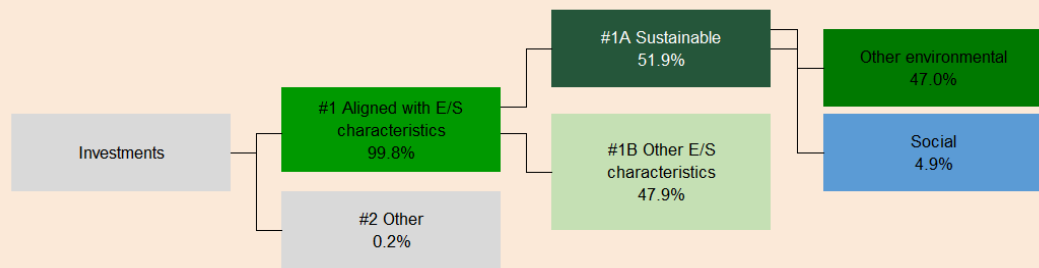 Investments
#1 Aligned with E/S
characteristics
99.8%
#2 Other
0.2%
#1A Sustainable
51.9%
#1B Other E/S
characteristics
47.9%
Other environmental
47.0%
Social
4.9%